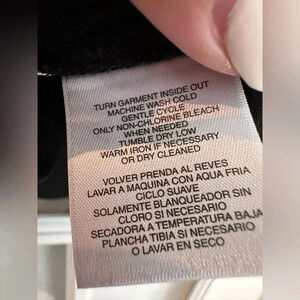 TURN GARMENT INSIDE OUT
MACHINE WASH COLD
GENTLE CYCLE
ONLY NON-CHLORINE BLEACH
WHEN NEEDED
TUMBLE DRY LOW
WARM IRON IF NECESSARY
OR DRY CLEANED
VOLVER PRENDA AL REVES
LAVAR A MAQUINA CON AQUA FRIA
CICLO SUAVE
SOLAMENTE BLANQUEADOR SIN
CLORO SI NECESARIO
SECADORA A TEMPERATURA BAJA
PLANCHA TIBIA SI NECESARIO
O LAVAR EN SECO